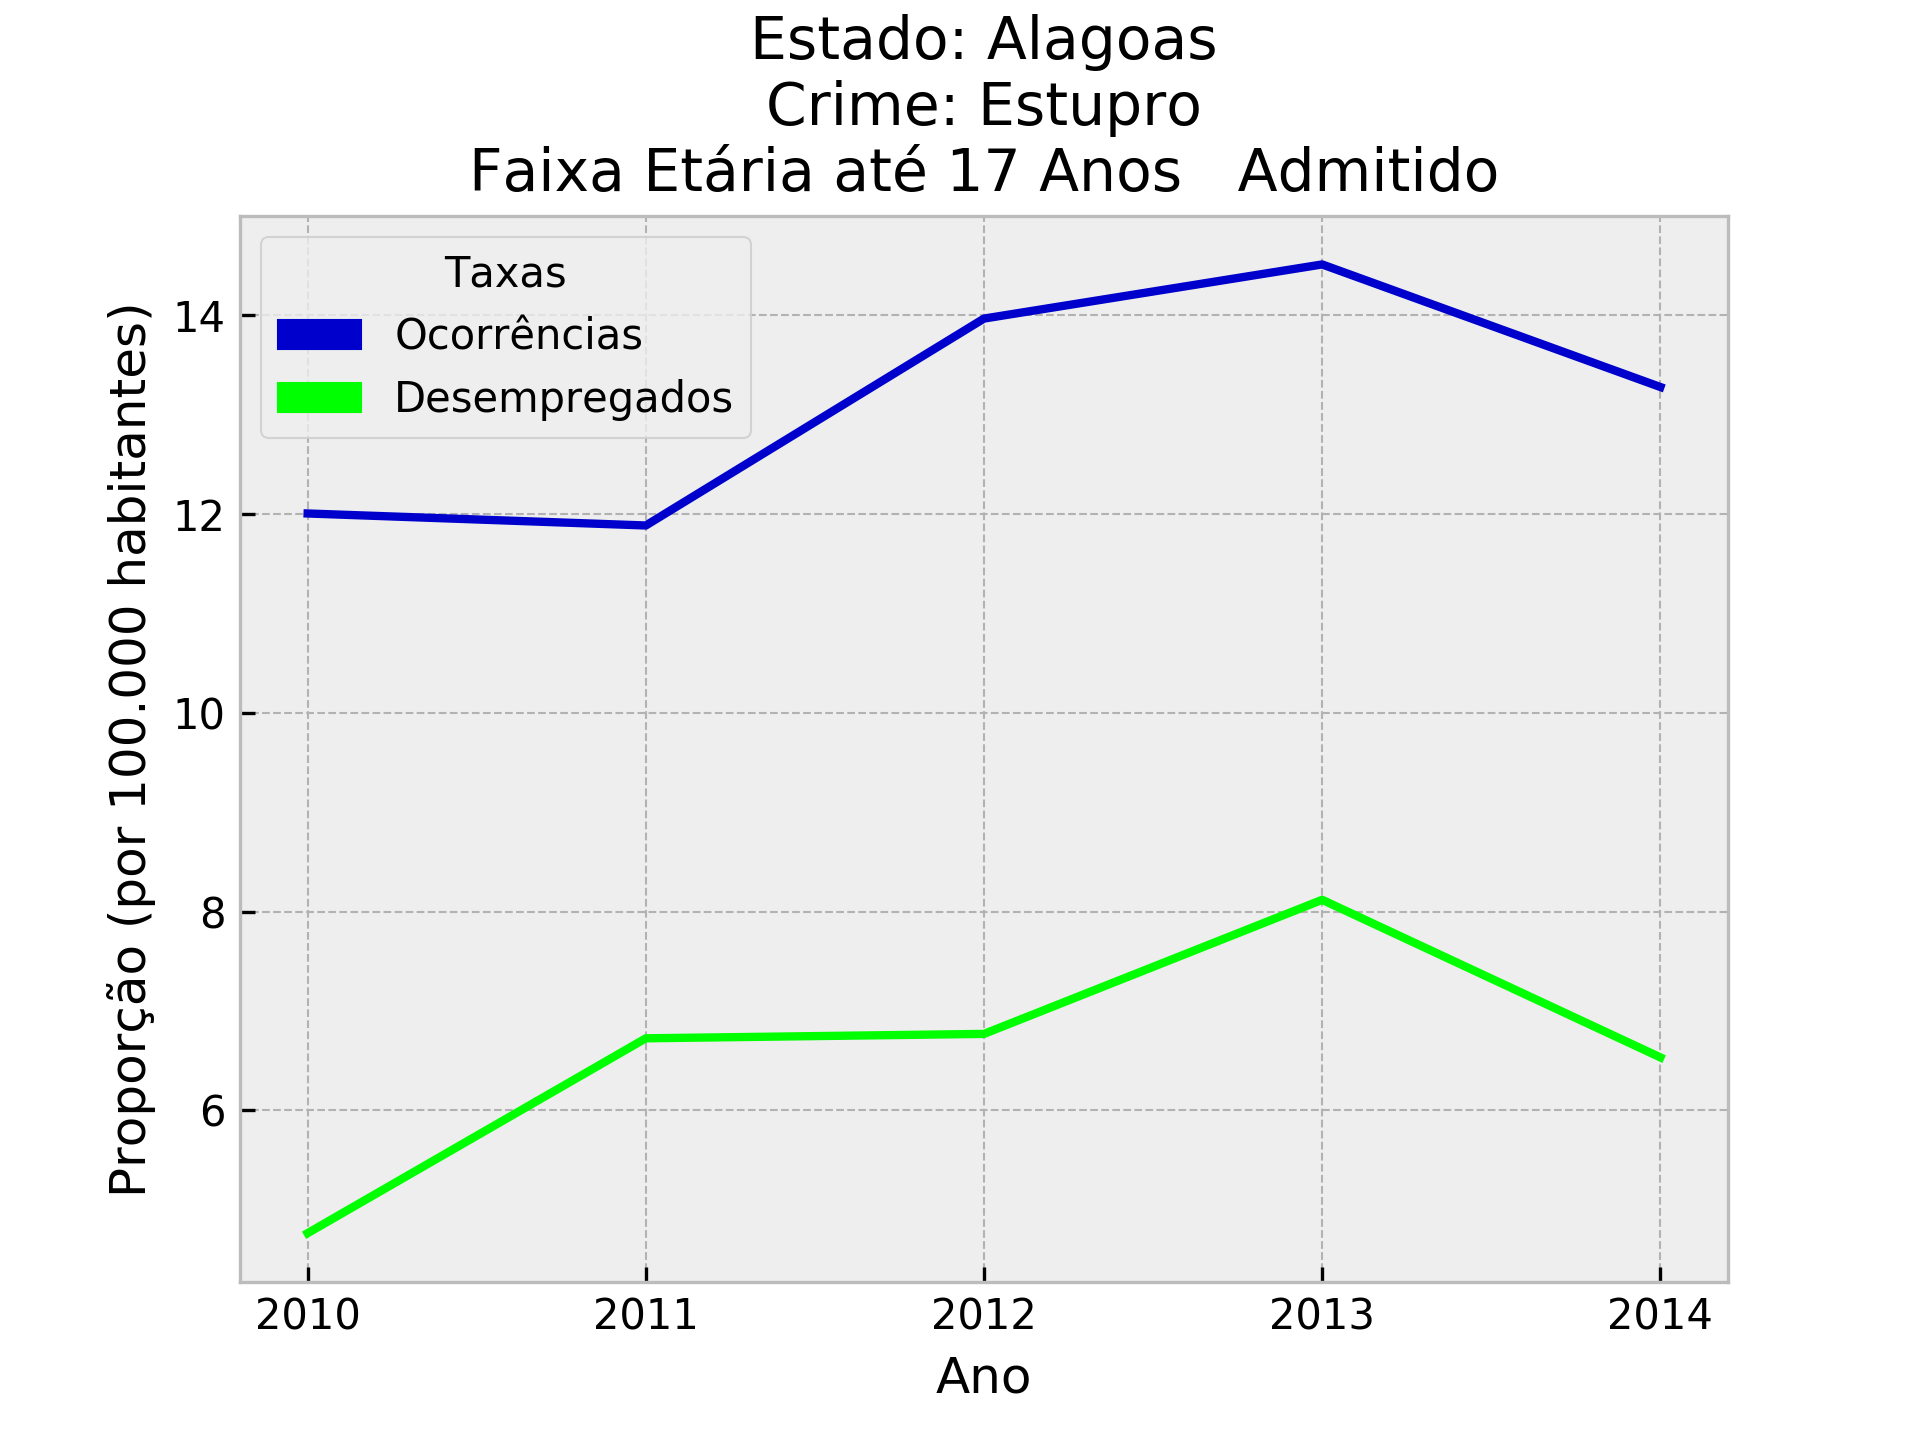 Estado: Alagoas
Crime: Estupro
Faixa Etária até 17 Anos   Admitido
Taxas
Ocorrências
Desempregados
Proporção (por 100.000 habitantes)
14
12
10
8
6
2010 2011 2012 2013 2014
Ano